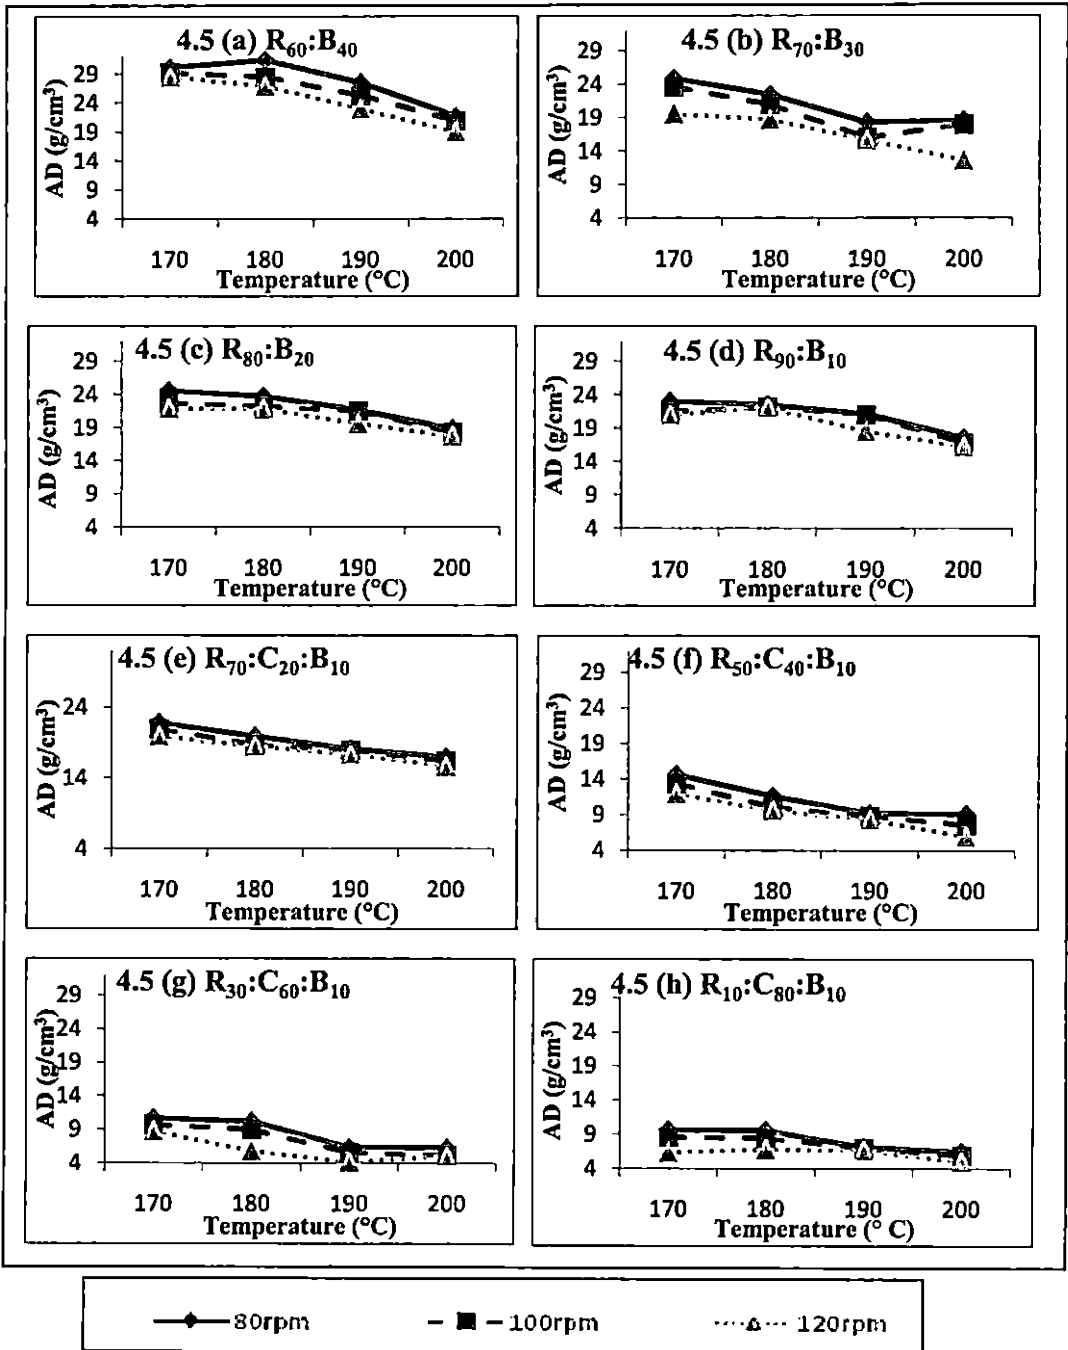 4.5 (a) R60:B40
AD (g/cm³)
29
24
19
14
9
4
170 180 190 200
Temperature (°C)
4.5 (b) R70:B30
AD (g/cm³)
29
24
19
14
9
4
170 180 190 200
Temperature (°C)
4.5 (c) R80:B20
AD (g/cm³)
29
24
19
14
9
4
170 180 190 200
Temperature (°C)
4.5 (d) R90:B10
AD (g/cm³)
29
24
19
14
9
4
170 180 190 200
Temperature (°C)
4.5 (e) R70:C20:B10
AD (g/cm³)
24
14
4
170 180 190 200
Temperature (°C)
4.5 (f) R50:C40:B10
AD (g/cm³)
29
24
19
14
9
4
170 180 190 200
Temperature (°C)
4.5 (g) R30:C60:B10
AD (g/cm³)
29
24
19
14
9
4
170 180 190 200
Temperature (°C)
4.5 (h) R10:C80:B10
AD (g/cm³)
29
24
19
14
9
4
170 180 190 200
Temperature (° C)
80rpm 100rpm 120rpm